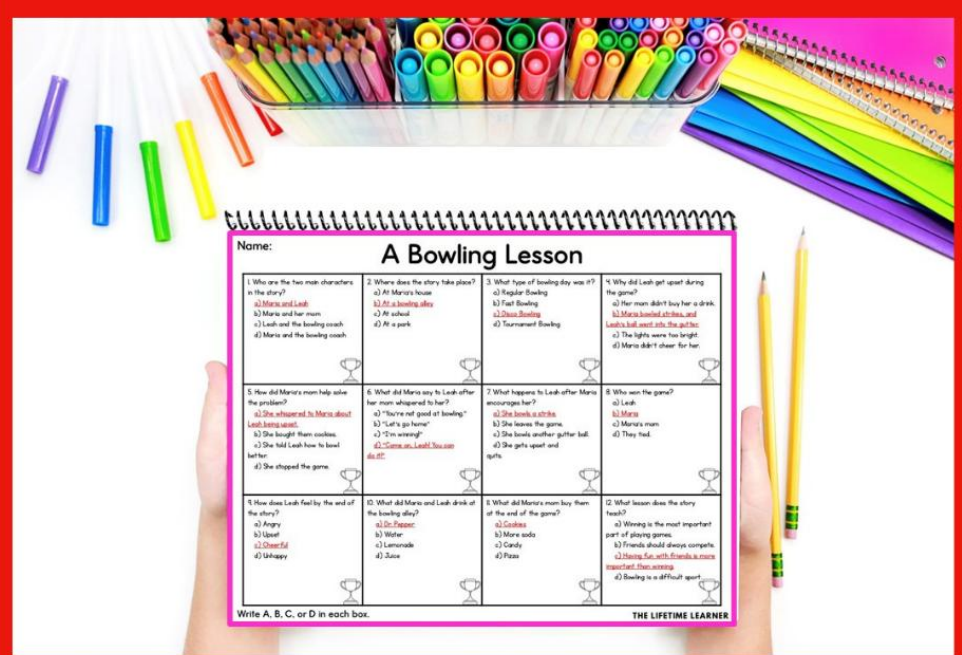 Name:
A Bowling Lesson
1. Who are the two main characters
in the story?
a) Maria and Leah
b) Maria and her mom
c) Leah and the bowling coach
d) Maria and the bowling coach
2. Where does the story take place?
a) At Maria's house
b) At a bowling alley
c) At school
d) At a park
3. What type of bowling day was it?
a) Regular Bowling
b) Fast Bowling
c) Disco Bowling
d) Tournament Bowling
4. Why did Leah get upset during
the game?
a) Her mom didn't buy her a drink.
b) Maria bowled strikes, and
Leah's ball went into the gutter.
c) The lights were too bright.
d) Maria didn't cheer for her.
5. How did Maria's mom help solve
the problem?
a) She whispered to Maria about
Leah being upset.
b) She bought them cookies.
c) She told Leah how to bowl
better.
d) She stopped the game.
6. What did Maria say to Leah after
her mom whispered to her?
a) "You're not good at bowling."
b) "Let's go home"
c) "I'm winning!"
d) "Come on, Leah! You can
do it!"
7. What happens to Leah after Maria
encourages her?
a) She bowls a strike.
b) She leaves the game.
c) She bowls another gutter ball.
d) She gets upset and
quits.
8. Who won the game?
a) Leah
b) Maria
c) Maria's mom
d) They tied.
9. How does Leah feel by the end of
the story?
a) Angry
b) Upset
c) Cheerful
d) Unhappy
10. What did Maria and Leah drink at
the bowling alley?
a) Dr. Pepper
b) Water
c) Lemonade
d) Juice
11. What did Maria's mom buy them
at the end of the game?
a) Cookies
b) More soda
c) Candy
d) Pizza
12. What lesson does the story
teach?
a) Winning is the most important
part of playing games.
b) Friends should always compete.
c) Having fun with friends is more
important than winning.
d) Bowling is a difficult sport.
Write A, B, C, or D in each box.
THE LIFETIME LEARNER